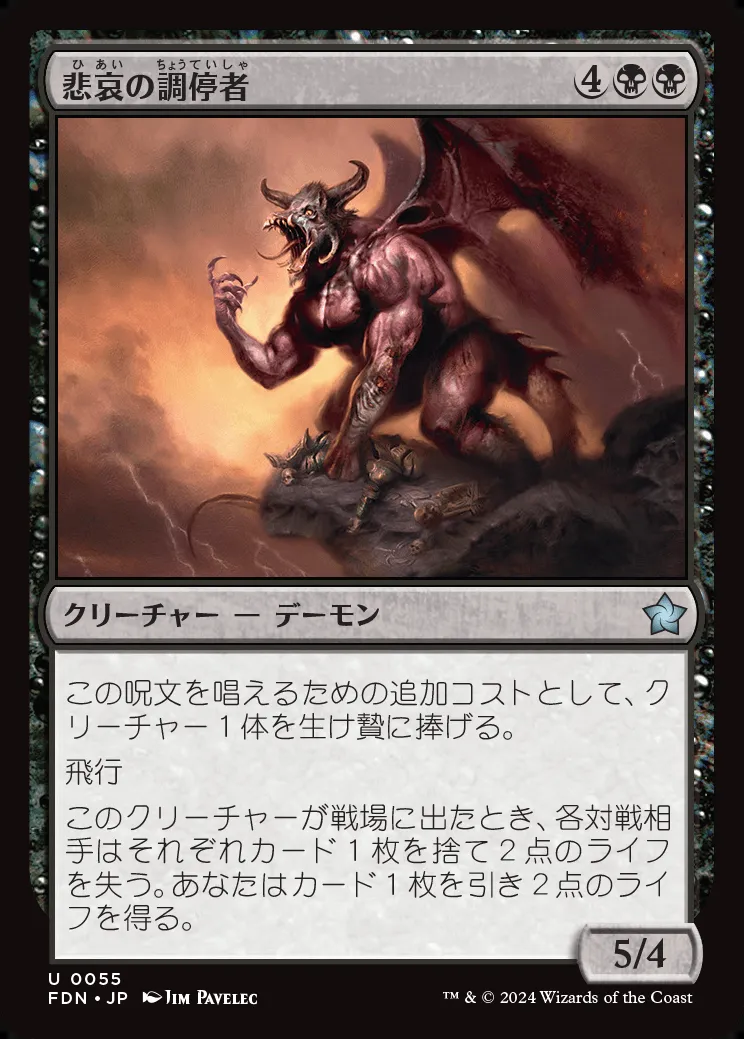 ひあい ちょうていしゃ
悲哀の調停者
4
クリーチャー — デーモン
この呪文を唱えるための追加コストとして、ク
リーチャー1体を生け贄に捧げる。
飛行
このクリーチャーが戦場に出たとき、各対戦相
手はそれぞれカード1枚を捨て2点のライフ
を失う。あなたはカード1枚を引き2点のライ
フを得る。
5/4
U 0055
FDN • JP Jim Pavelec
™ & © 2024 Wizards of the Coast